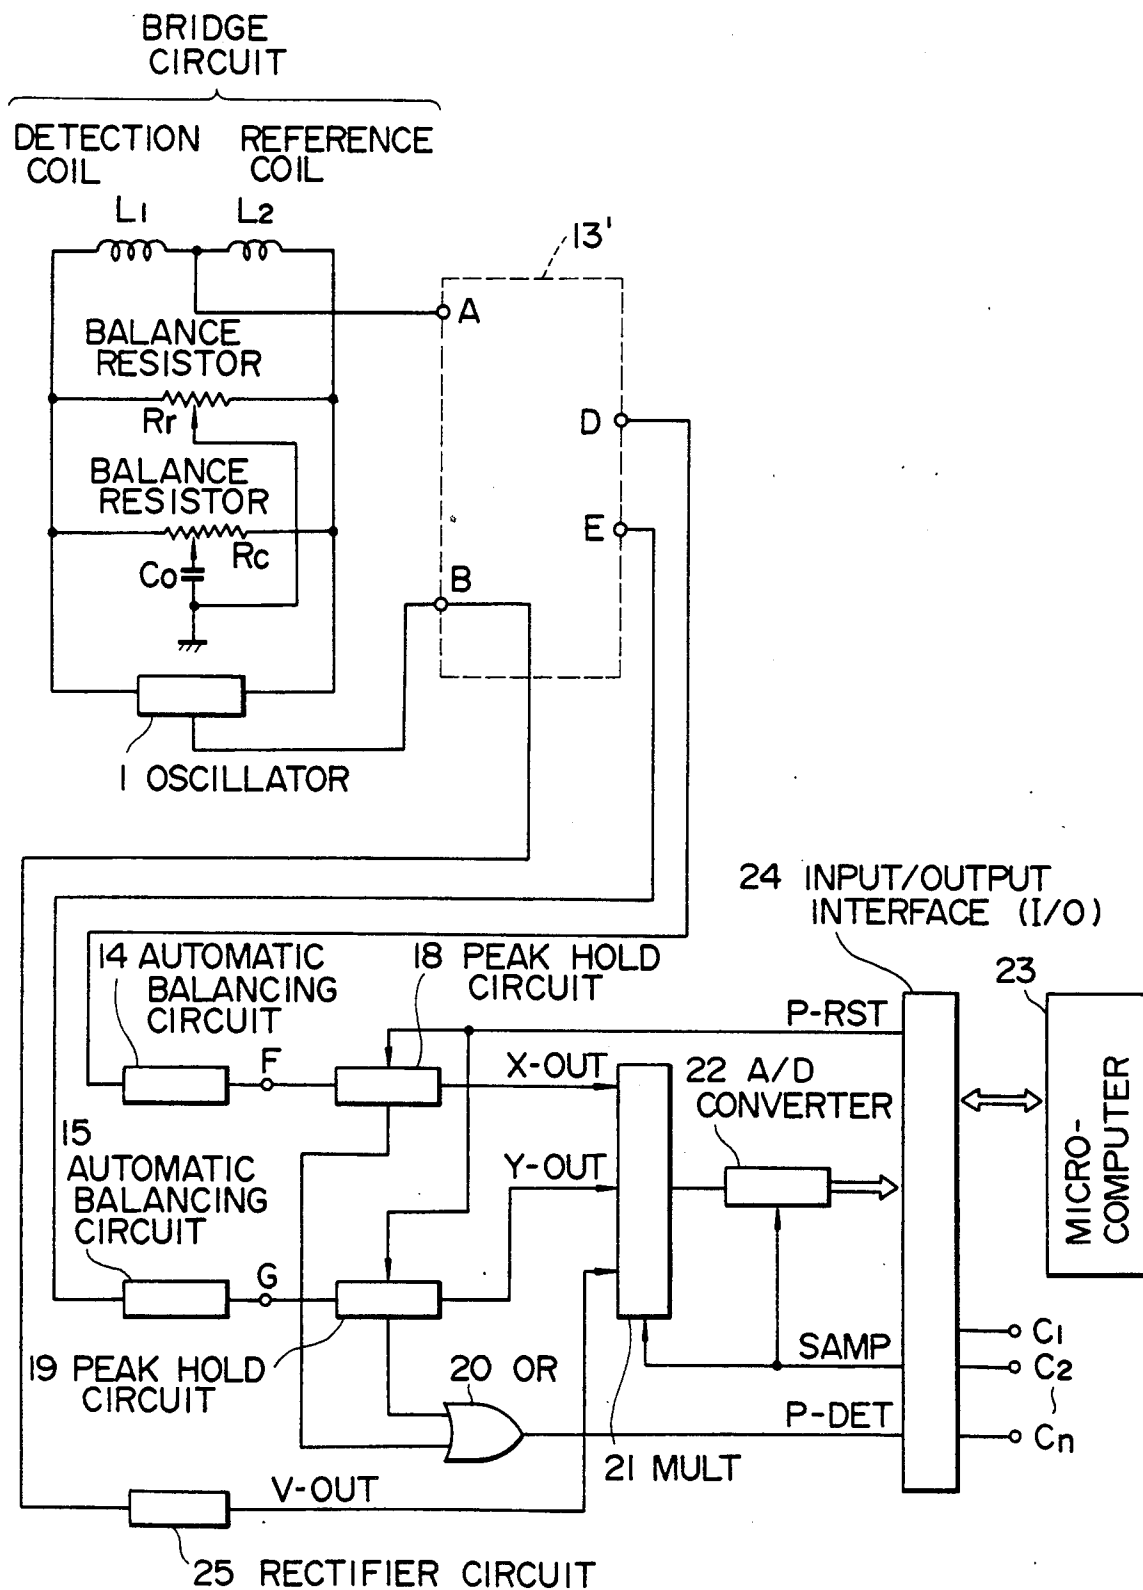 BRIDGE
CIRCUIT
DETECTION
COIL
REFERENCE
COIL
L1
L2
13'
A
BALANCE
RESISTOR
Rr
D
BALANCE
RESISTOR
Rc
E
Co
B
1 OSCILLATOR
24 INPUT/OUTPUT
INTERFACE (I/O)
14 AUTOMATIC
BALANCING
CIRCUIT
18 PEAK HOLD
CIRCUIT
23
P-RST
F
X-OUT
22 A/D
CONVERTER
MICRO-
COMPUTER
15
AUTOMATIC
BALANCING
CIRCUIT
Y-OUT
G
C1
SAMP
C2
19 PEAK HOLD
CIRCUIT
20 OR
P-DET
Cn
21 MULT
V-OUT
25 RECTIFIER CIRCUIT